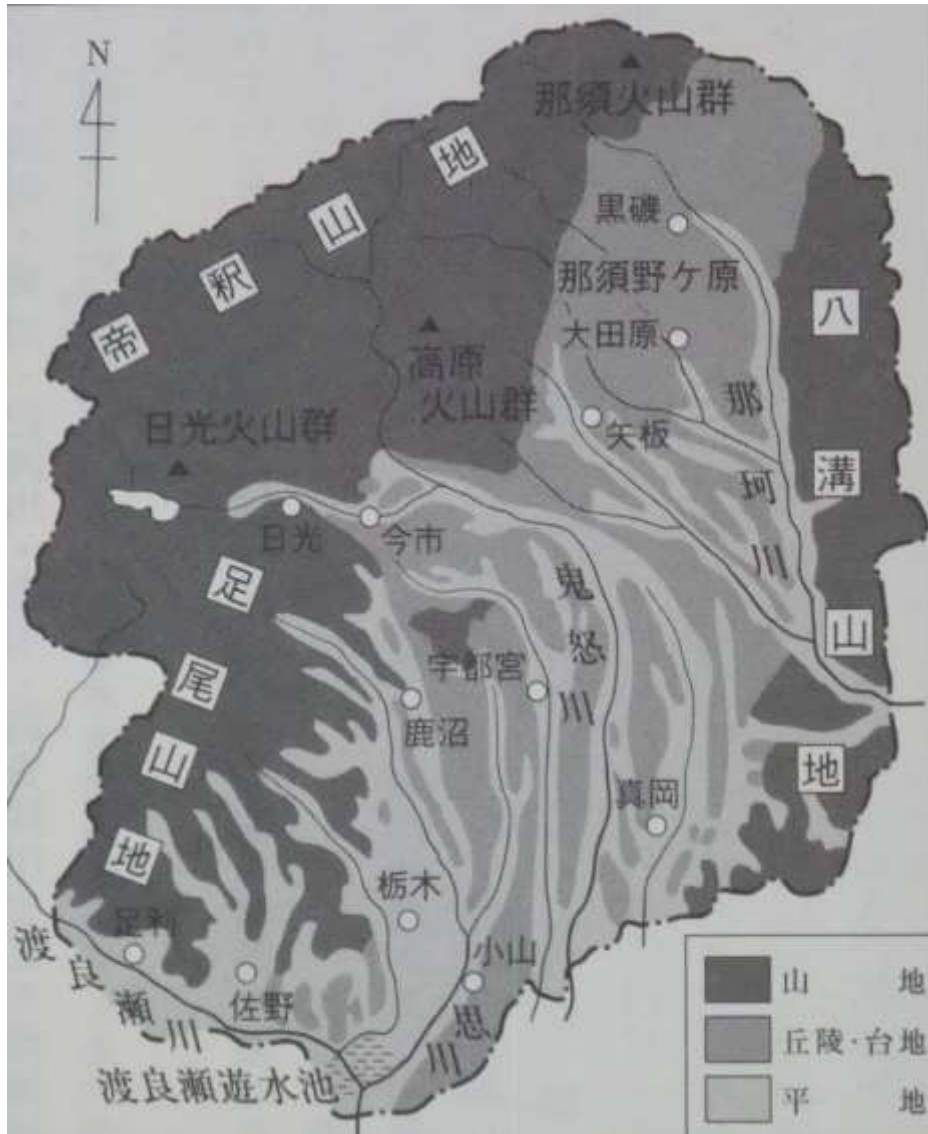 N
那須火山群
帝釈山地
黒磯
那須野ケ原
大田原
八溝山地
高原
火山群
日光火山群
矢板
那珂川
日光
今市
足尾山地
鬼怒川
宇都宮
鹿沼
真岡
栃木
足利
小山
佐野
思川
渡良瀬川
渡良瀬遊水池
山地
丘陵・台地
平地